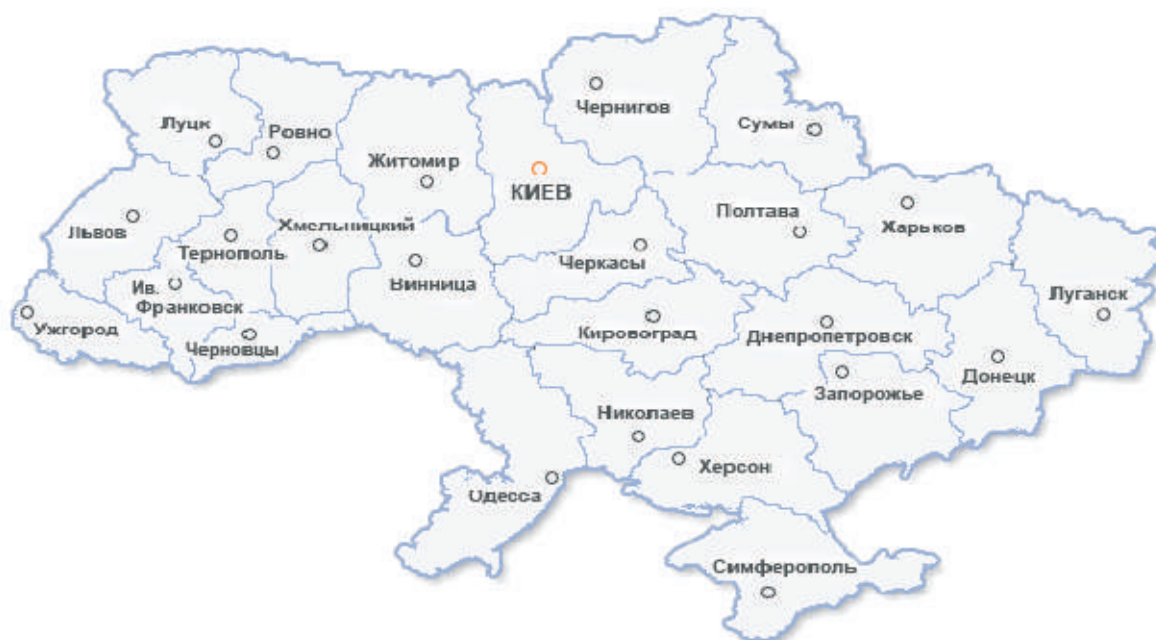 Чернигов
Луцк
Ровно
Сумы
Житомир
КИЕВ
Полтава
Харьков
Львов
Хмельницкий
Тернополь
Черкасы
Винница
Ив.
Франковск
Луганск
Ужгород
Черновцы
Кировоград
Днепропетровск
Донецк
Запорожье
Николаев
Херсон
Одесса
Симферополь